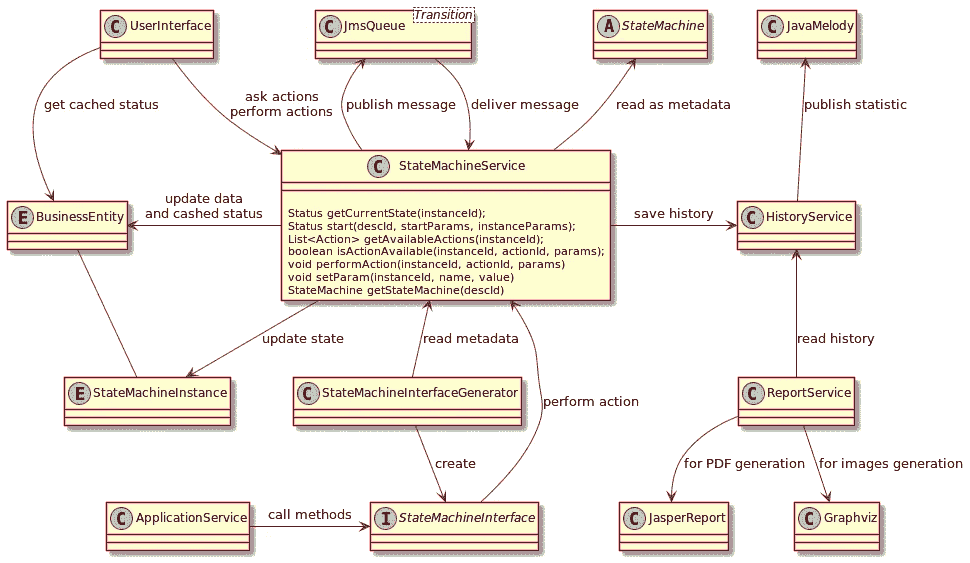 C UserInterface
C JmsQueue
Transition
A StateMachine
C JavaMelody
get cached status
ask actions
perform actions
publish message
deliver message
read as metadata
publish statistic
C StateMachineService
Status getCurrentState(instanceId);
Status start(descId, startParams, instanceParams);
List<Action> getAvailableActions(instanceId);
boolean isActionAvailable(instanceId, actionId, params);
void performAction(instanceId, actionId, params)
void setParam(instanceId, name, value)
StateMachine getStateMachine(descId)
E BusinessEntity
update data
and cashed status
save history
C HistoryService
update state
read metadata
read history
E StateMachineInstance
C StateMachineInterfaceGenerator
perform action
C ReportService
create
for PDF generation
for images generation
C ApplicationService
call methods
I StateMachineInterface
C JasperReport
C Graphviz